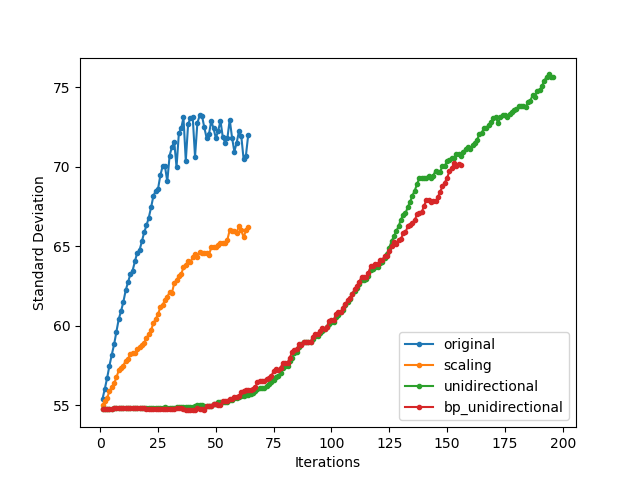 75
70
65
60
55
Standard Deviation
0
25
50
75
100
125
150
175
200
Iterations
original
scaling
unidirectional
bp_unidirectional